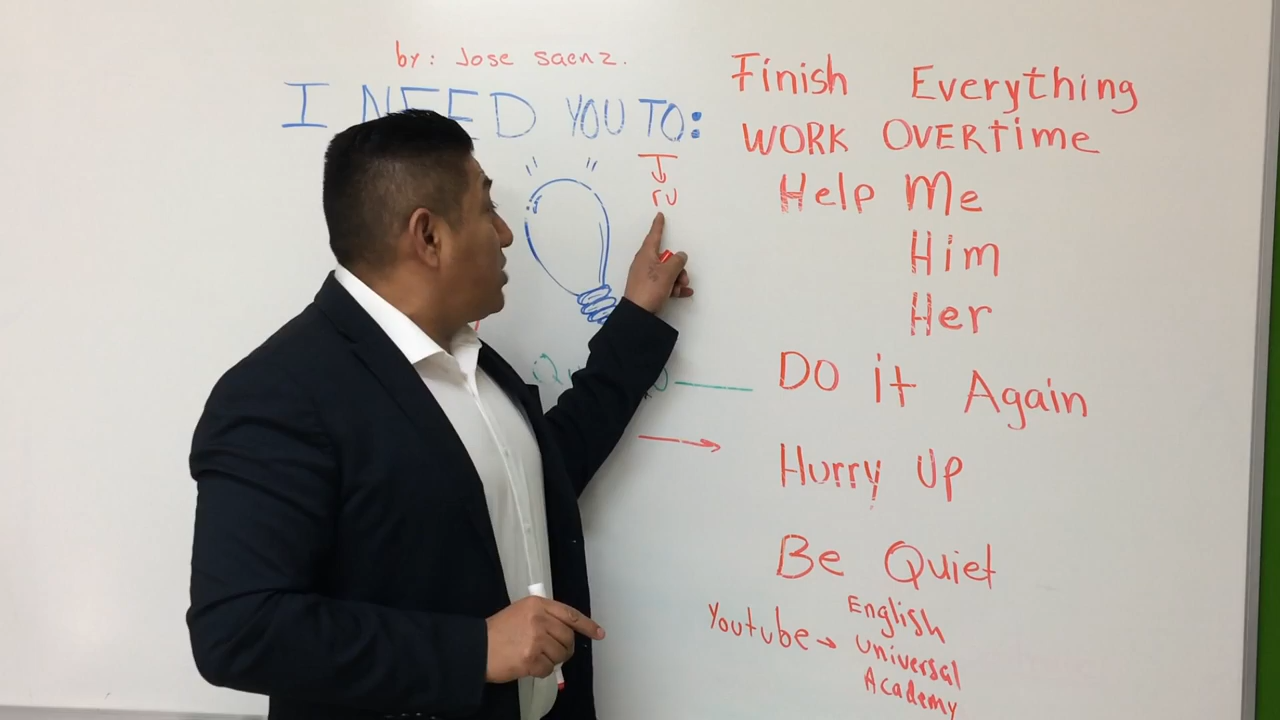 by: Jose Saenz.
I NEED YOU TO:
ru
Finish Everything
WORK OVERTime
Help Me
Him
Her
Do it Again
Hurry Up
Be Quiet
Youtube → English
Universal
Academy